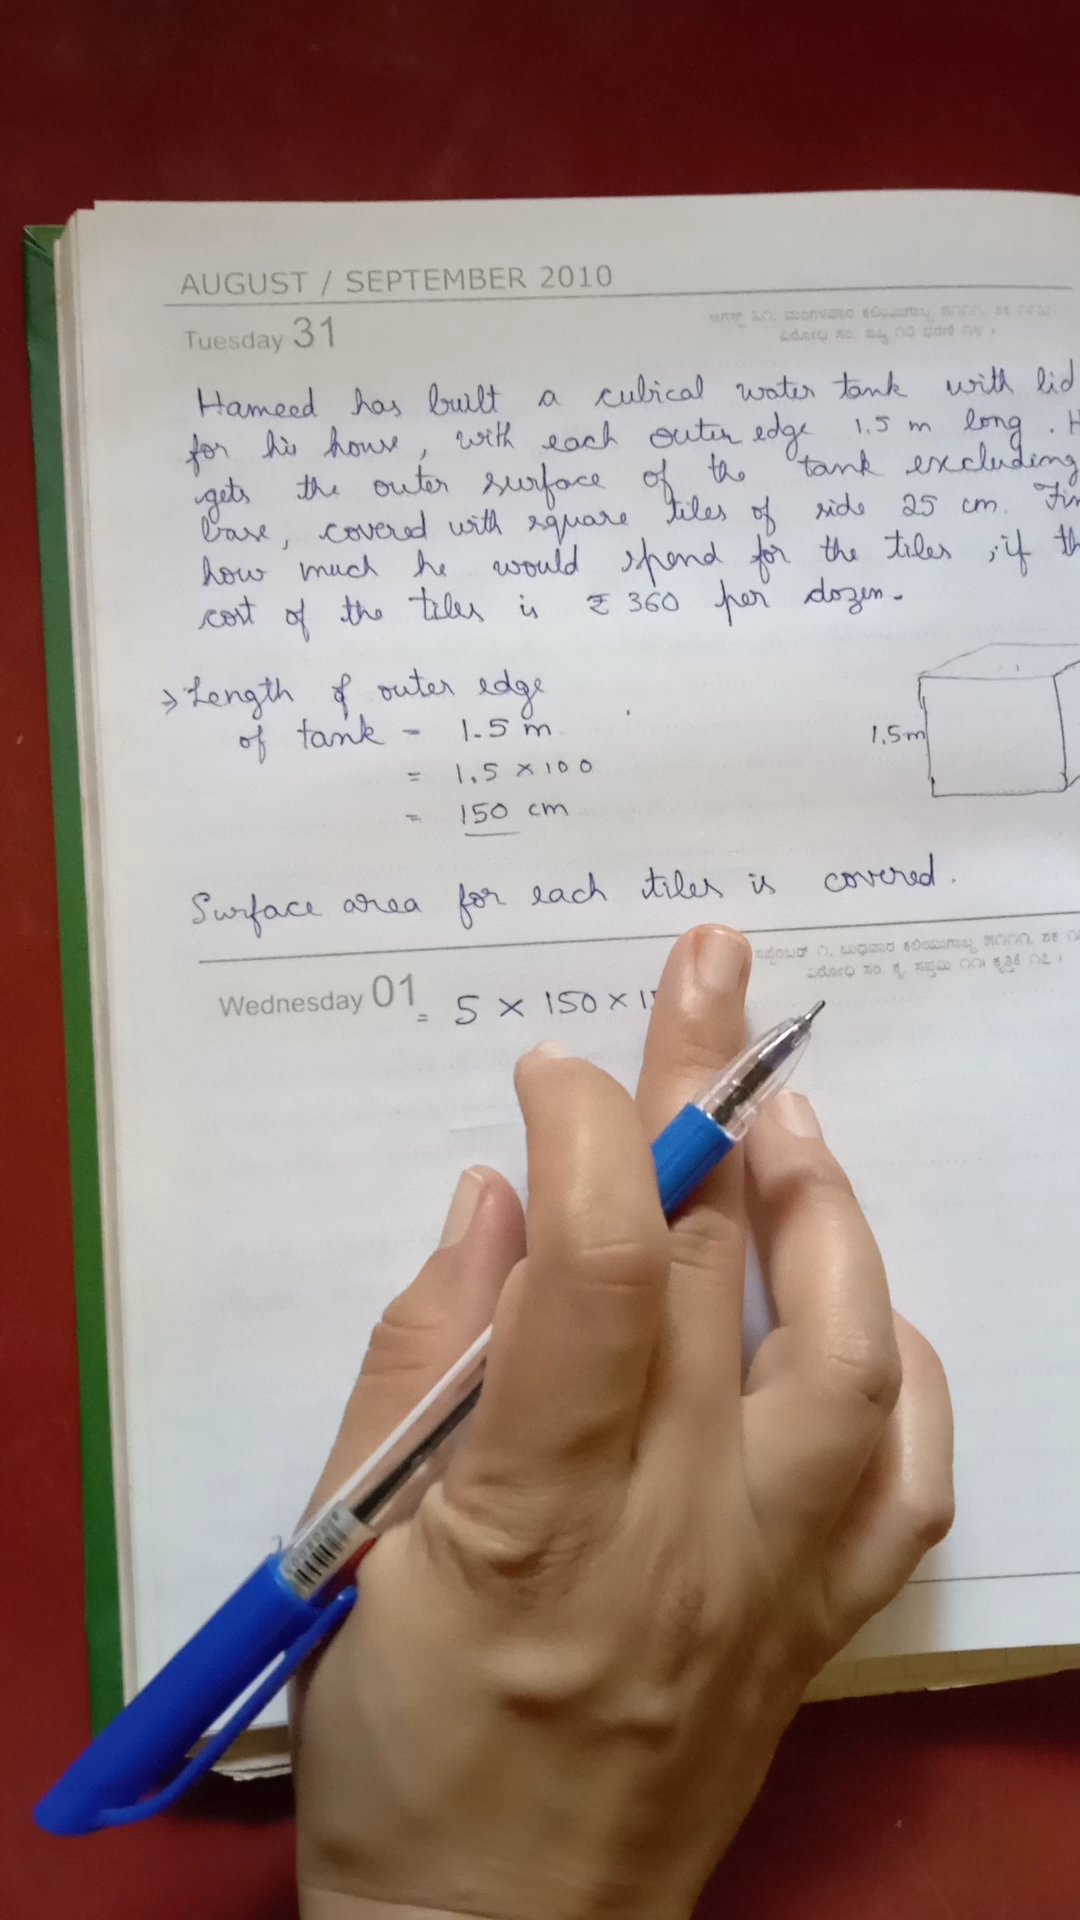 AUGUST / SEPTEMBER 2010
Tuesday 31
Hameed has built a cubical water tank with lid
for his house, with each outer edge 1.5 m long. H
gets the outer surface of the tank excluding
base, covered with square tiles of side 25 cm. Fin
how much he would spend for the tiles, if th
cost of the tiles is ₹ 360 per dozen.
→ Length of outer edge
of tank = 1.5 m
= 1.5 × 100
= 150 cm
1.5m
Surface area for each tiles is covered.
Wednesday 01
= 5 × 150 × 1